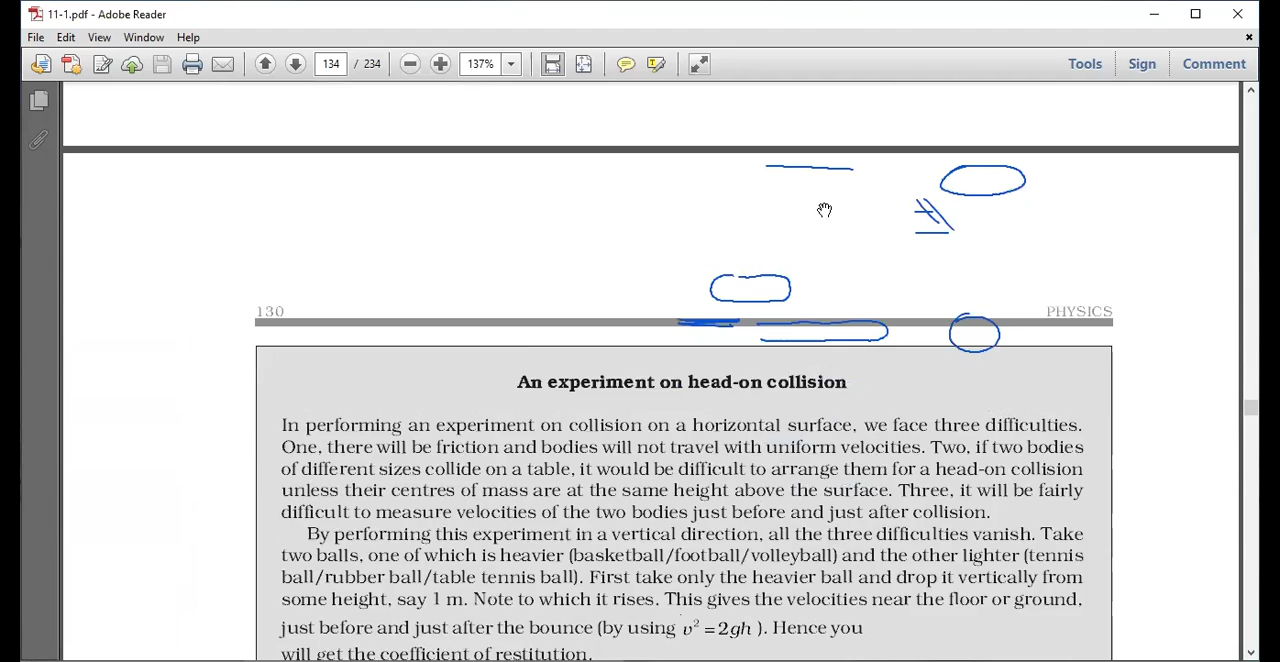 11-1.pdf - Adobe Reader
File Edit View Window Help
134 / 234 137% Tools Sign Comment
130 PHYSICS
An experiment on head-on collision
In performing an experiment on collision on a horizontal surface, we face three difficulties.
One, there will be friction and bodies will not travel with uniform velocities. Two, if two bodies
of different sizes collide on a table, it would be difficult to arrange them for a head-on collision
unless their centres of mass are at the same height above the surface. Three, it will be fairly
difficult to measure velocities of the two bodies just before and just after collision.
By performing this experiment in a vertical direction, all the three difficulties vanish. Take
two balls, one of which is heavier (basketball/football/volleyball) and the other lighter (tennis
ball/rubber ball/table tennis ball). First take only the heavier ball and drop it vertically from
some height, say 1 m. Note to which it rises. This gives the velocities near the floor or ground,
just before and just after the bounce (by using v² = 2gh ). Hence you
will get the coefficient of restitution.